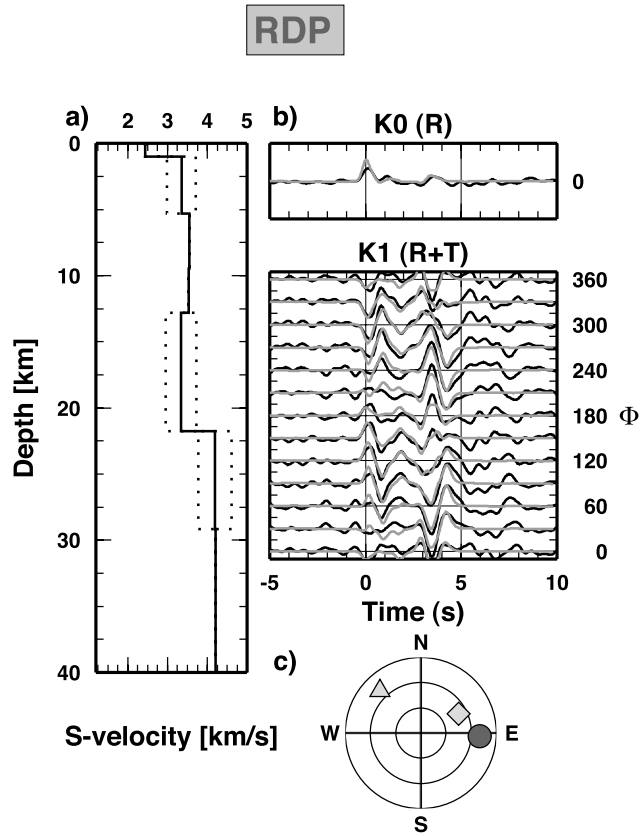 RDP
a) 2 3 4 5
b) K0 (R)
0
0
K1 (R+T)
360
300
10
240
Depth [km]
20
180 Φ
120
60
30
0
-5 0 5 10
Time (s)
40
c)
N
S-velocity [km/s]
W E
S